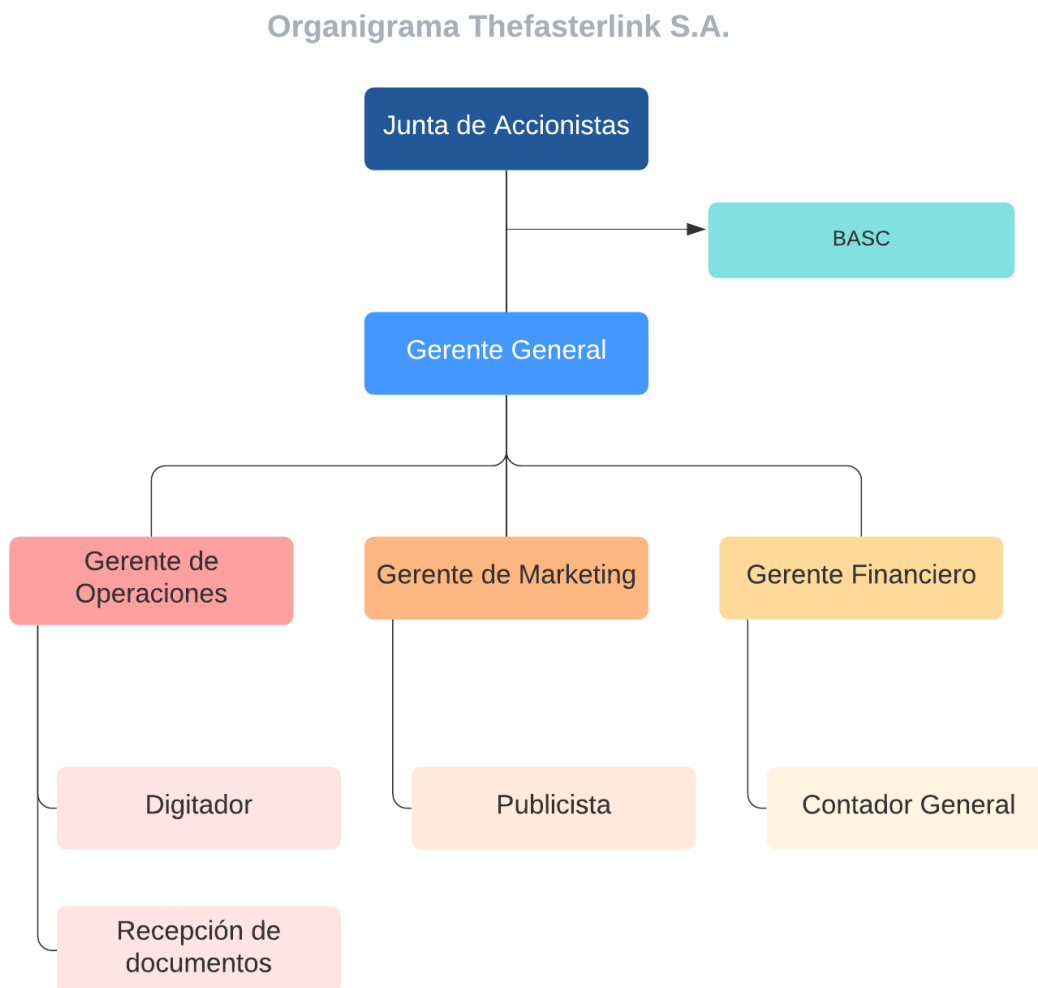 Organigrama Thefasterlink S.A.
Junta de Accionistas
BASC
Gerente General
Gerente de
Operaciones
Gerente de Marketing
Gerente Financiero
Digitador
Publicista
Contador General
Recepción de
documentos